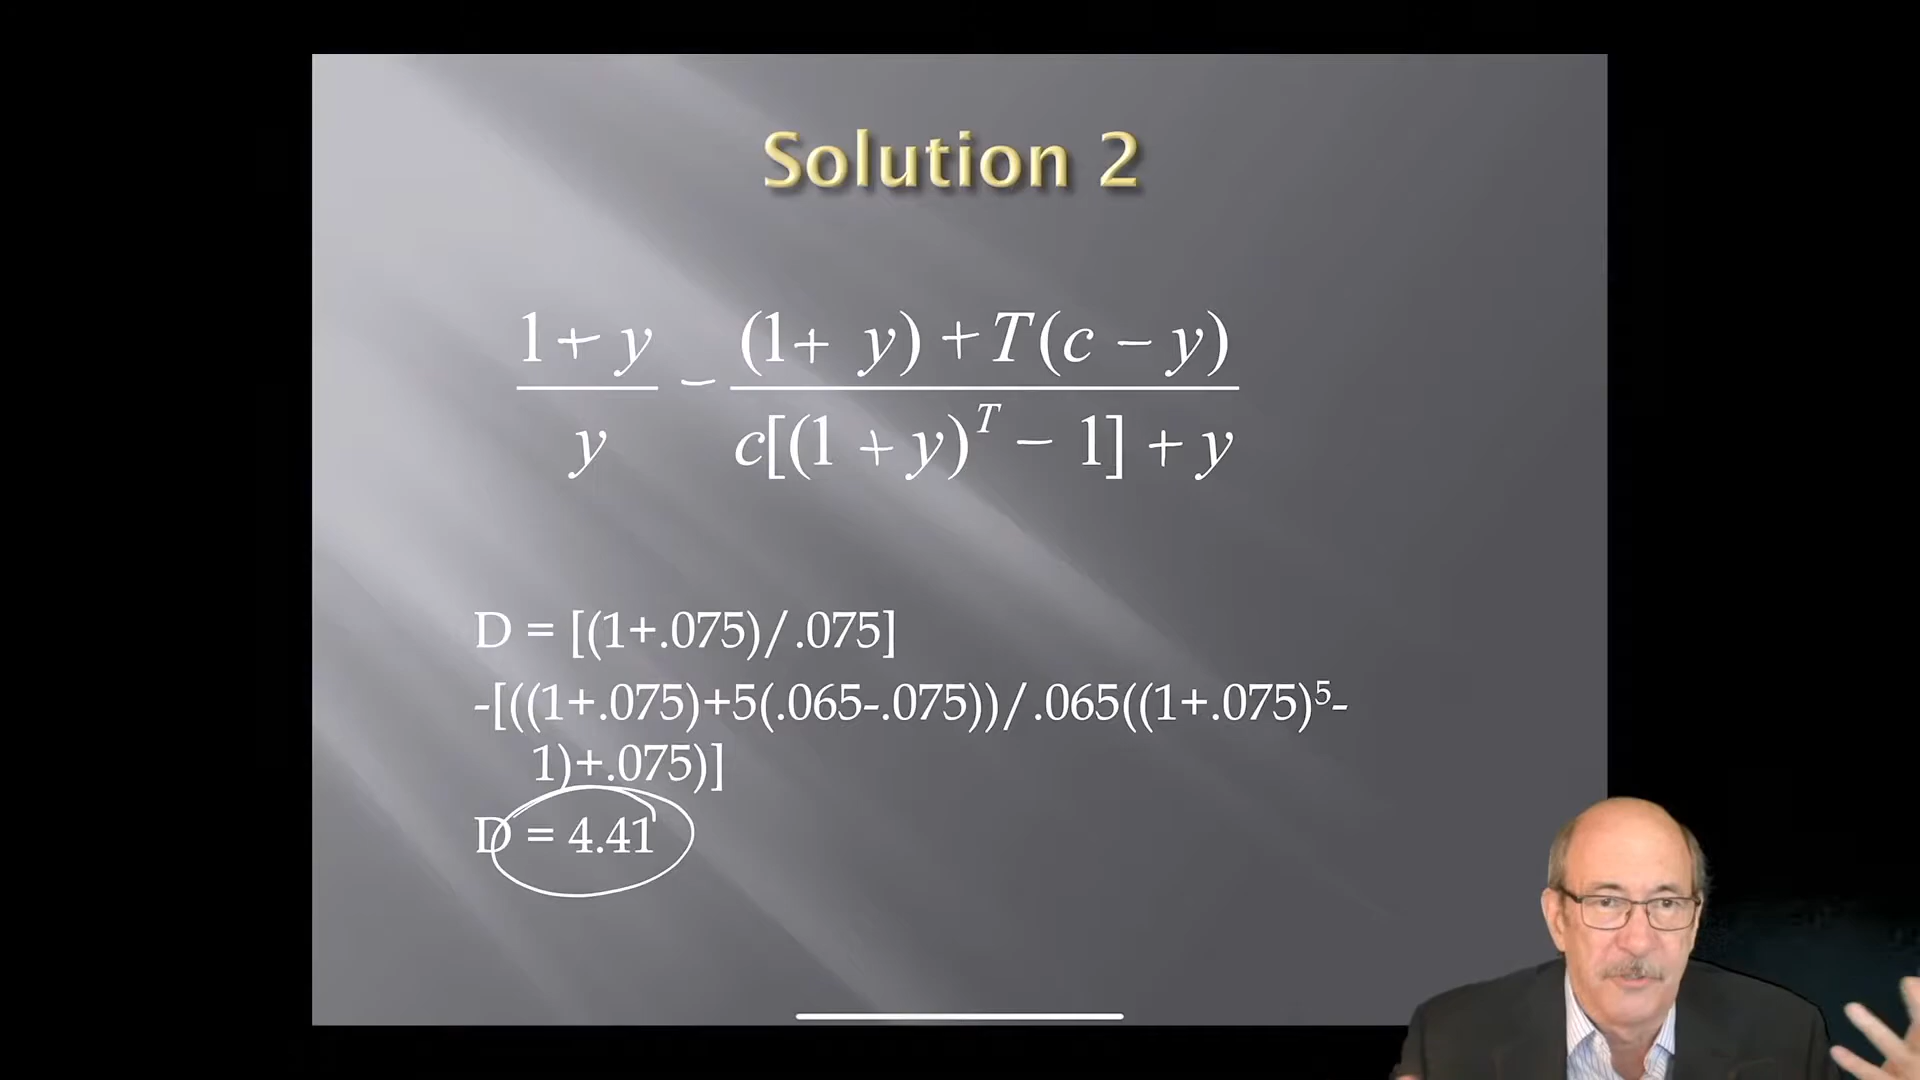 Solution 2
1 + y / y − (1 + y) + T(c − y) / c[(1 + y)^T − 1] + y
D = [(1+.075)/.075]
-[((1+.075)+5(.065-.075))/.065((1+.075)⁵-
1)+.075)]
D = 4.41